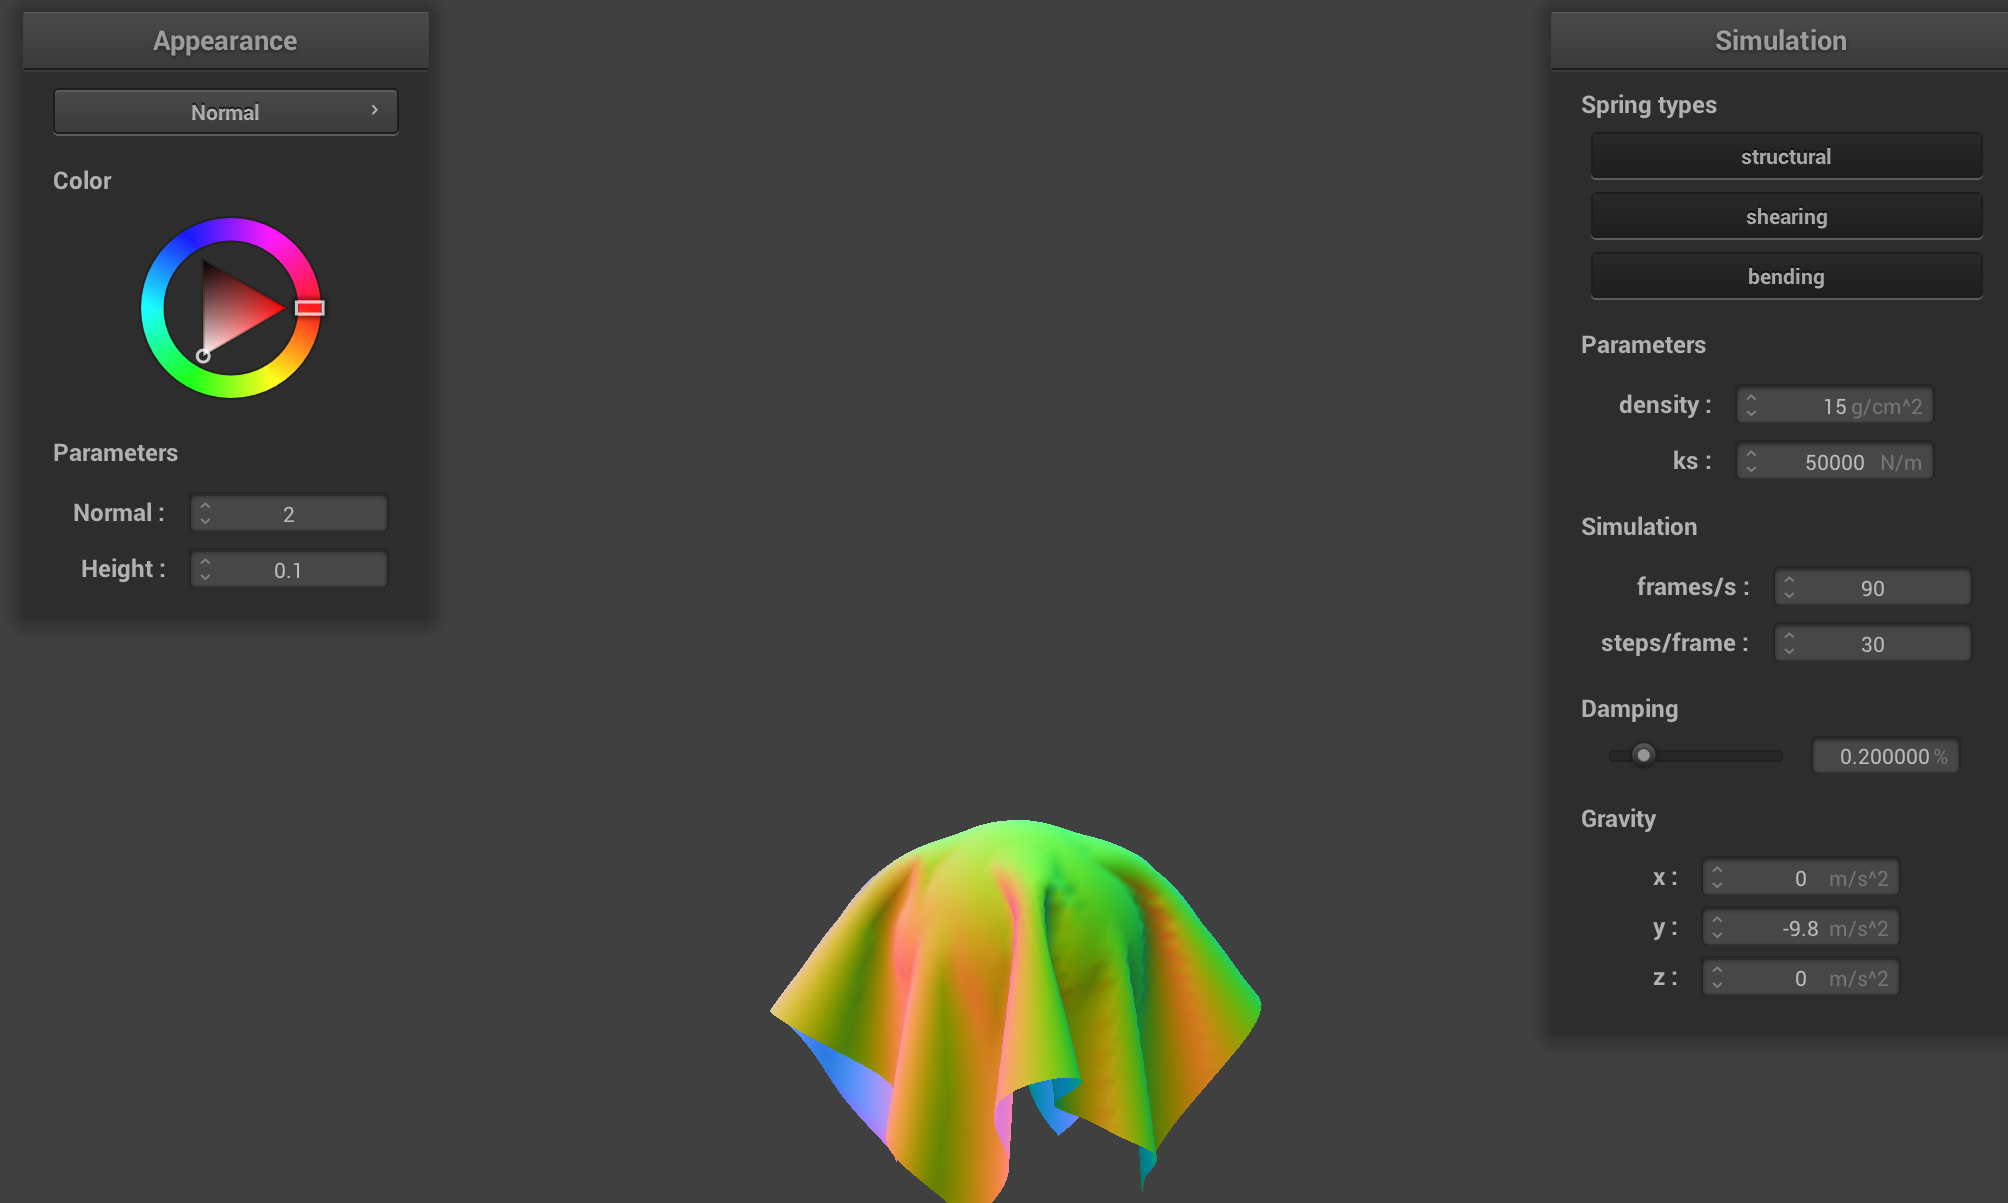 Appearance
Normal
Color
Parameters
Normal : 2
Height : 0.1
Simulation
Spring types
structural
shearing
bending
Parameters
density : 15 g/cm^2
ks : 50000 N/m
Simulation
frames/s : 90
steps/frame : 30
Damping
0.200000 %
Gravity
x : 0 m/s^2
y : -9.8 m/s^2
z : 0 m/s^2